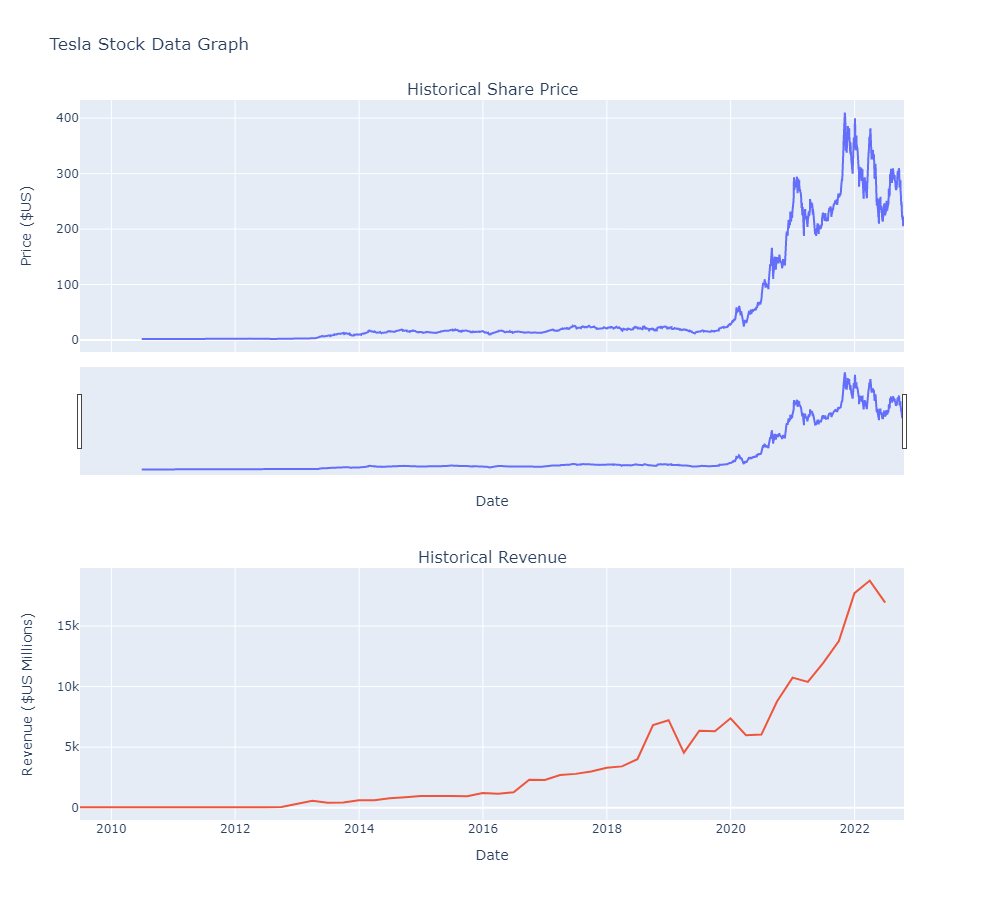 Tesla Stock Data Graph
Historical Share Price
400
300
200
100
0
Price ($US)
Date
Historical Revenue
15k
10k
5k
0
Revenue ($US Millions)
2010 2012 2014 2016 2018 2020 2022
Date